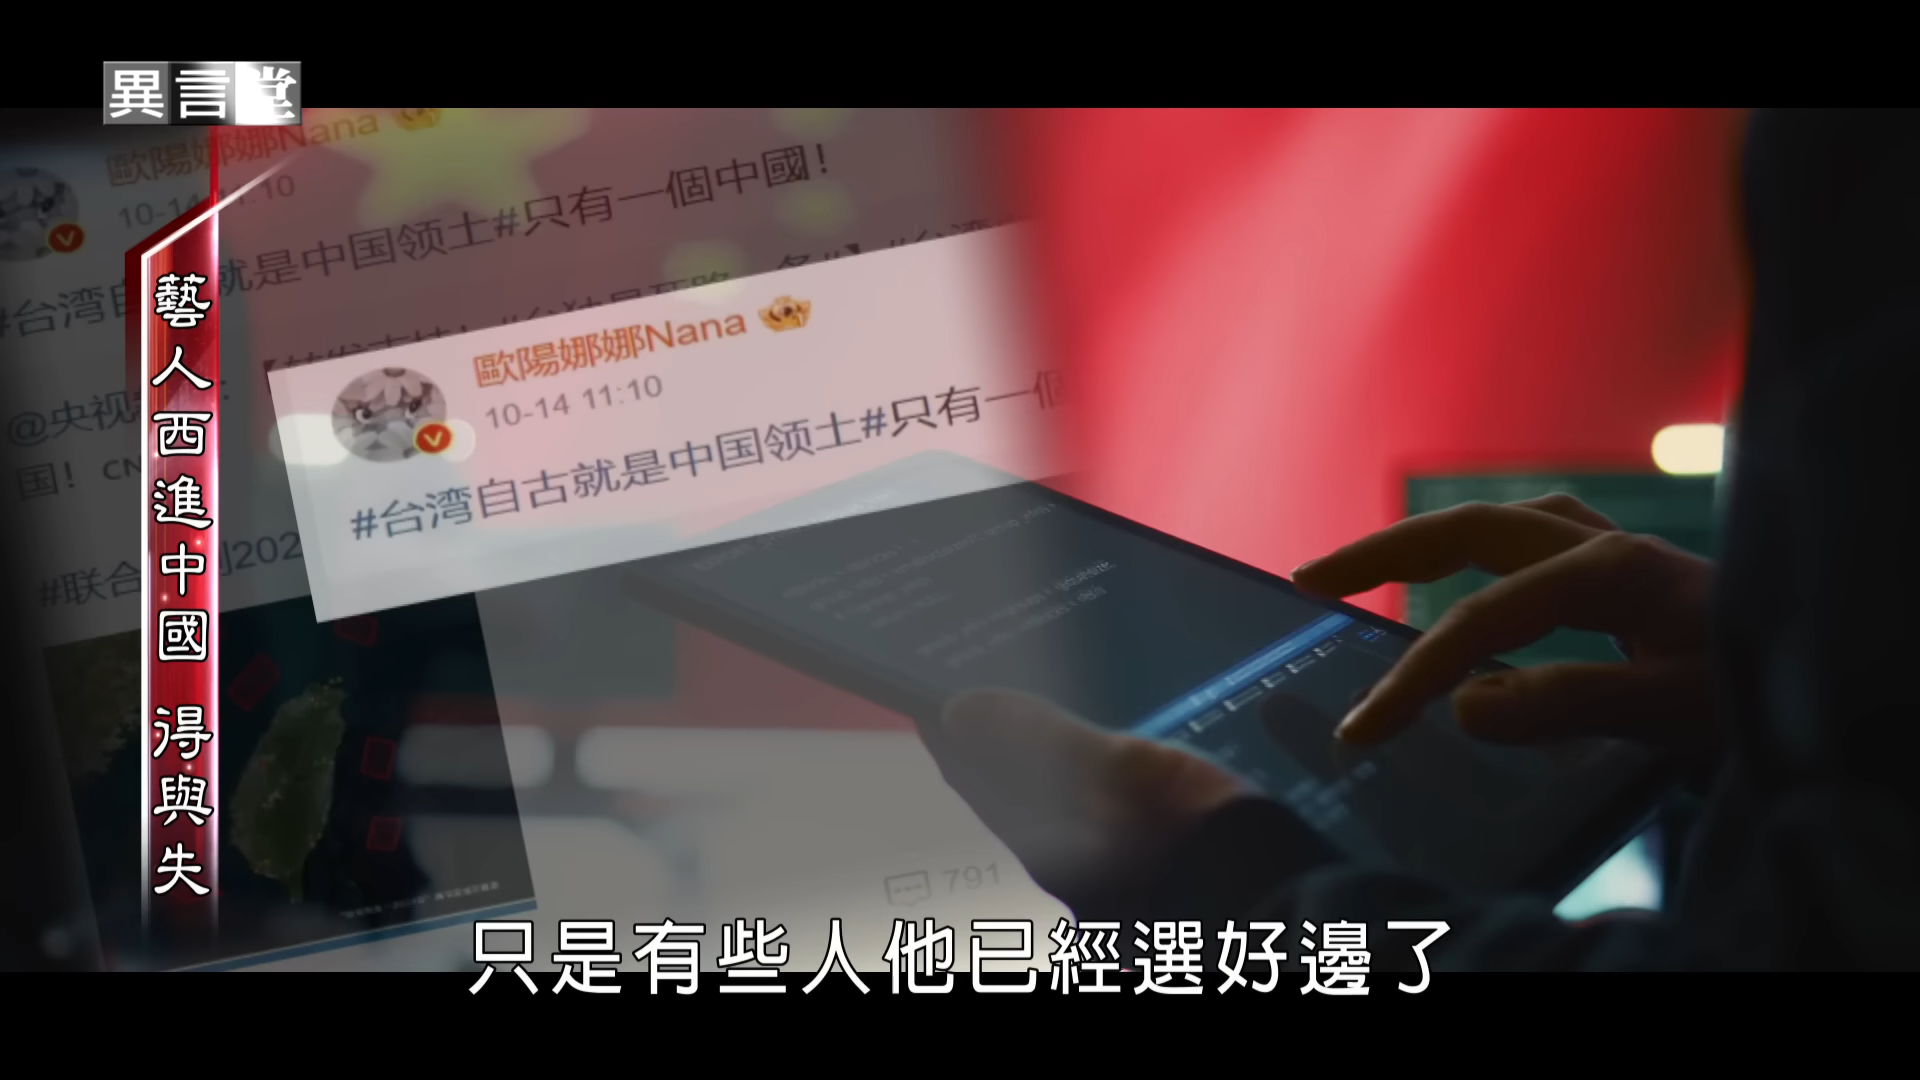 異言堂
藝人西進中國 得與失
歐陽娜娜Nana
10-14 11:10
#台湾自古就是中国领土#只有一個中國！
@央视
国！ CN
#联合
歐陽娜娜Nana
10-14 11:10
#台湾自古就是中国领土#只有一個
791
只是有些人他已經選好邊了